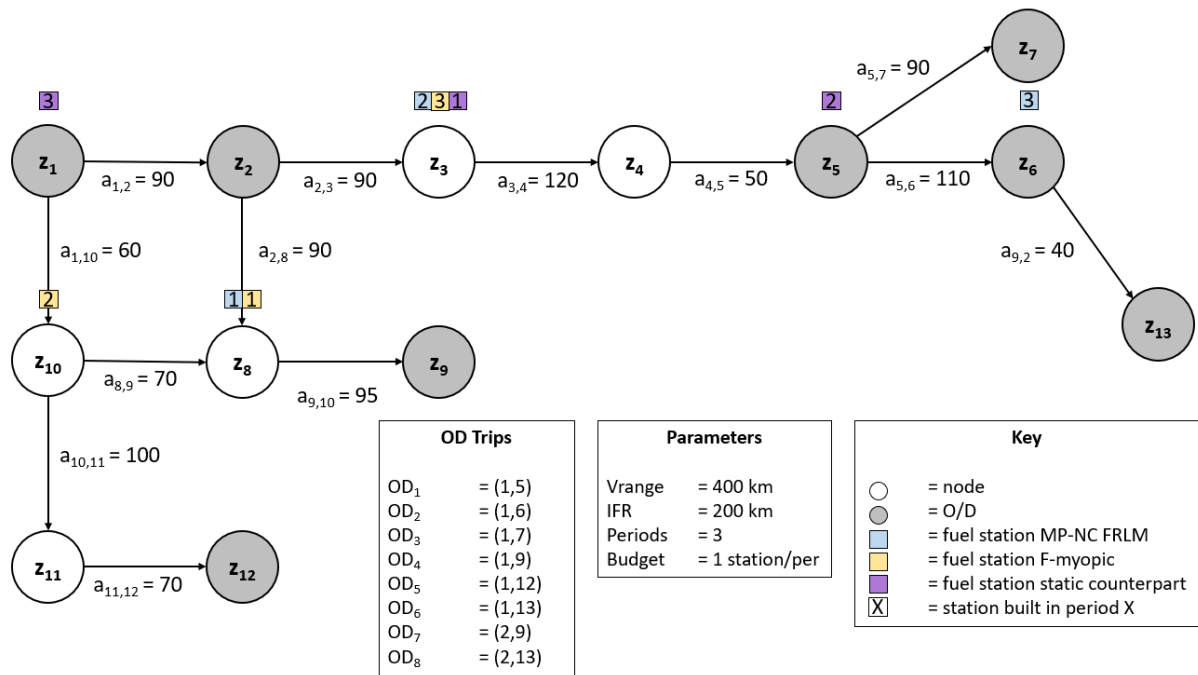 z7
a5,7 = 90
3
2 3 1
2
3
z1
z2
z3
z4
z5
z6
a1,2 = 90
a2,3 = 90
a3,4 = 120
a4,5 = 50
a5,6 = 110
a1,10 = 60
a2,8 = 90
a9,2 = 40
2
1 1
z13
z10
z8
z9
a8,9 = 70
a9,10 = 95
a10,11 = 100
z11
z12
a11,12 = 70
OD Trips
OD1 = (1,5)
OD2 = (1,6)
OD3 = (1,7)
OD4 = (1,9)
OD5 = (1,12)
OD6 = (1,13)
OD7 = (2,9)
OD8 = (2,13)
Parameters
Vrange = 400 km
IFR = 200 km
Periods = 3
Budget = 1 station/per
Key
= node
= O/D
= fuel station MP-NC FRLM
= fuel station F-myopic
= fuel station static counterpart
X = station built in period X